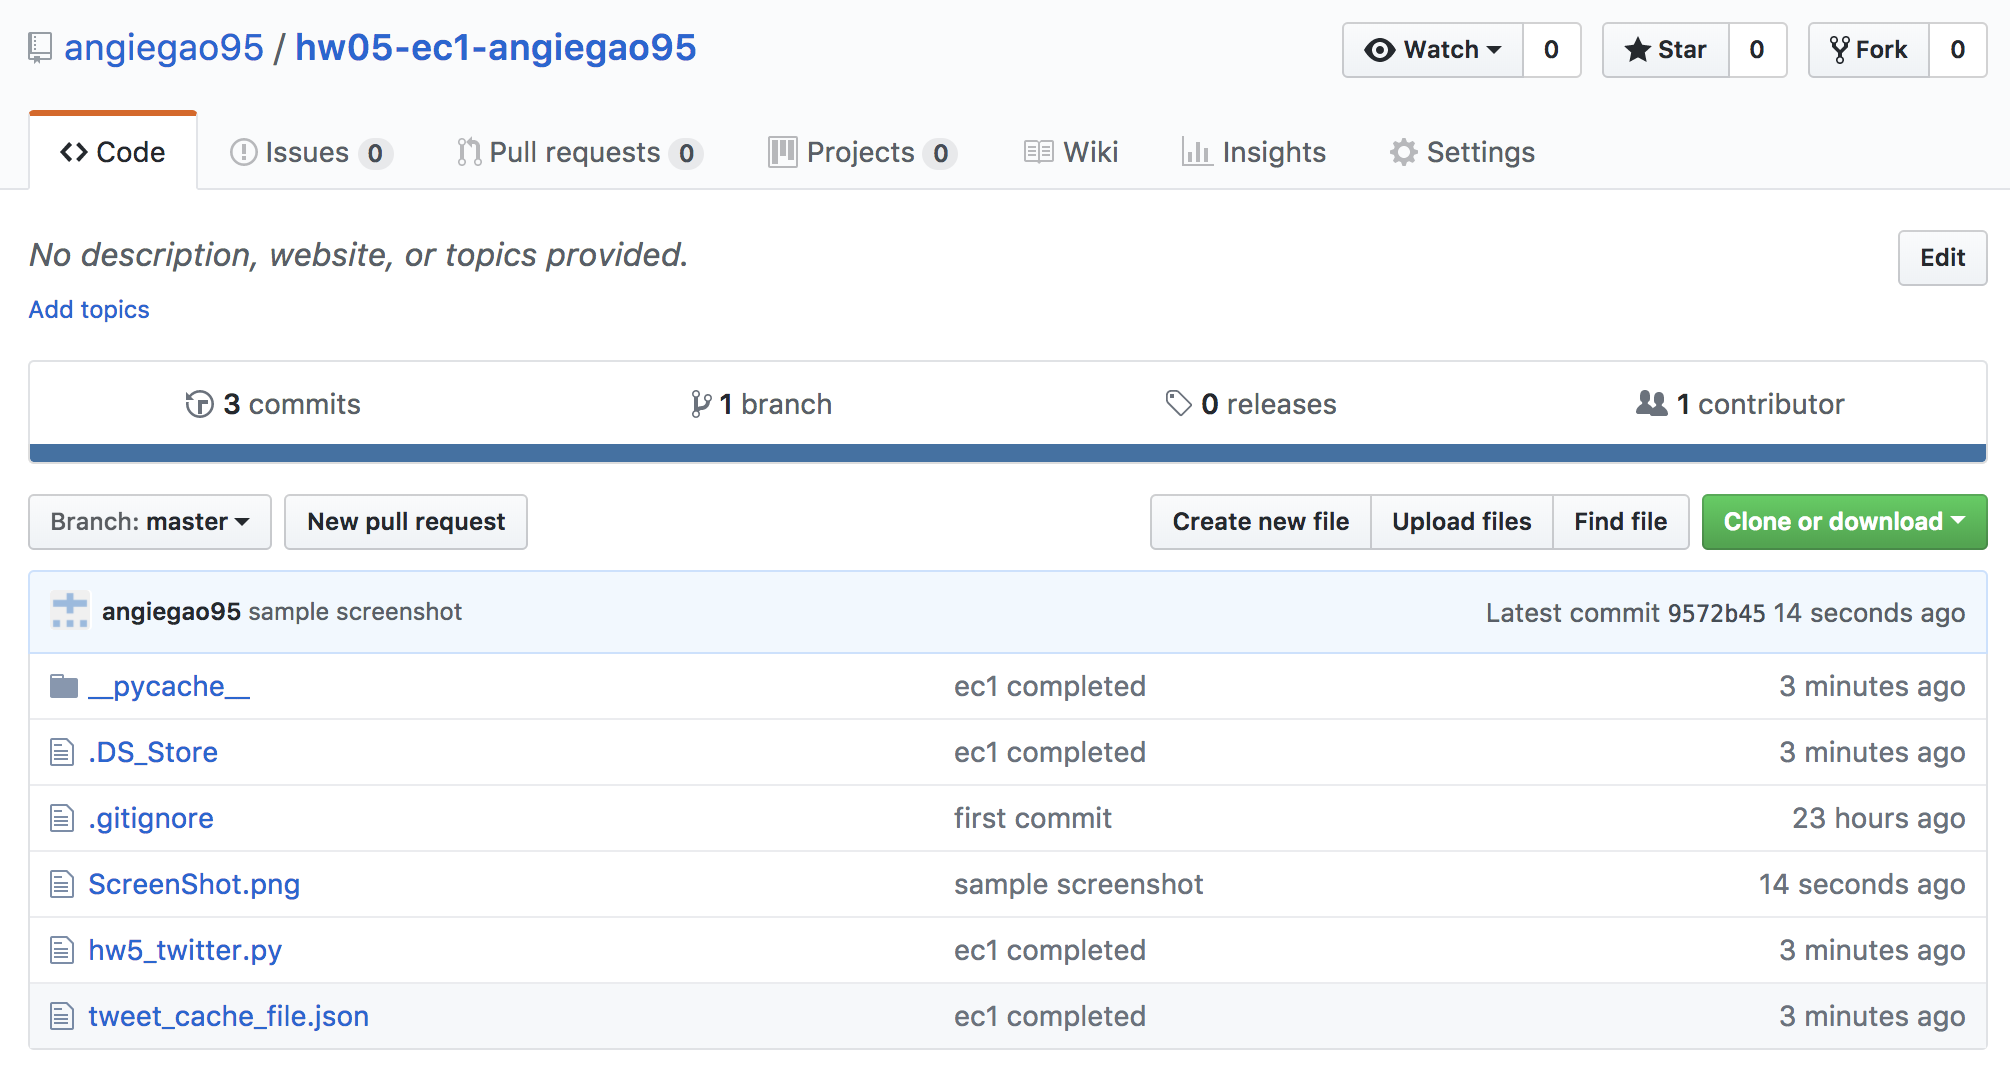 angiegao95 / hw05-ec1-angiegao95 Watch 0 Star 0 Fork 0
Code Issues 0 Pull requests 0 Projects 0 Wiki Insights Settings
No description, website, or topics provided. Edit
Add topics
3 commits 1 branch 0 releases 1 contributor
Branch: master New pull request Create new file Upload files Find file Clone or download
angiegao95 sample screenshot Latest commit 9572b45 14 seconds ago
__pycache__ ec1 completed 3 minutes ago
.DS_Store ec1 completed 3 minutes ago
.gitignore first commit 23 hours ago
ScreenShot.png sample screenshot 14 seconds ago
hw5_twitter.py ec1 completed 3 minutes ago
tweet_cache_file.json ec1 completed 3 minutes ago